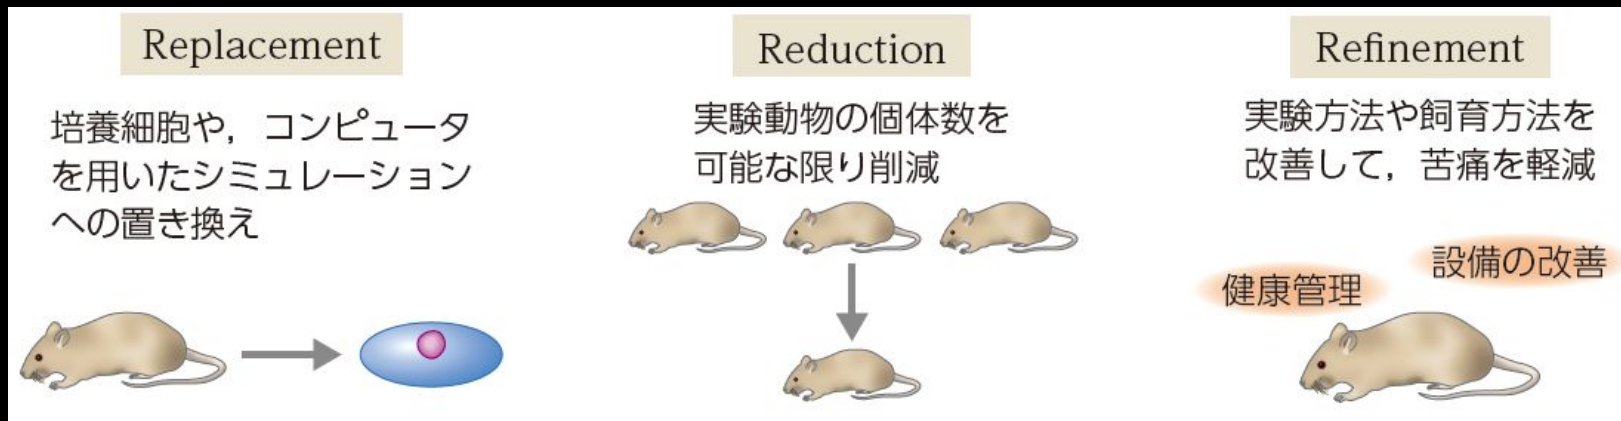 Replacement
培養細胞や，コンピュータ
を用いたシミュレーション
への置き換え
Reduction
実験動物の個体数を
可能な限り削減
Refinement
実験方法や飼育方法を
改善して，苦痛を軽減
設備の改善
健康管理